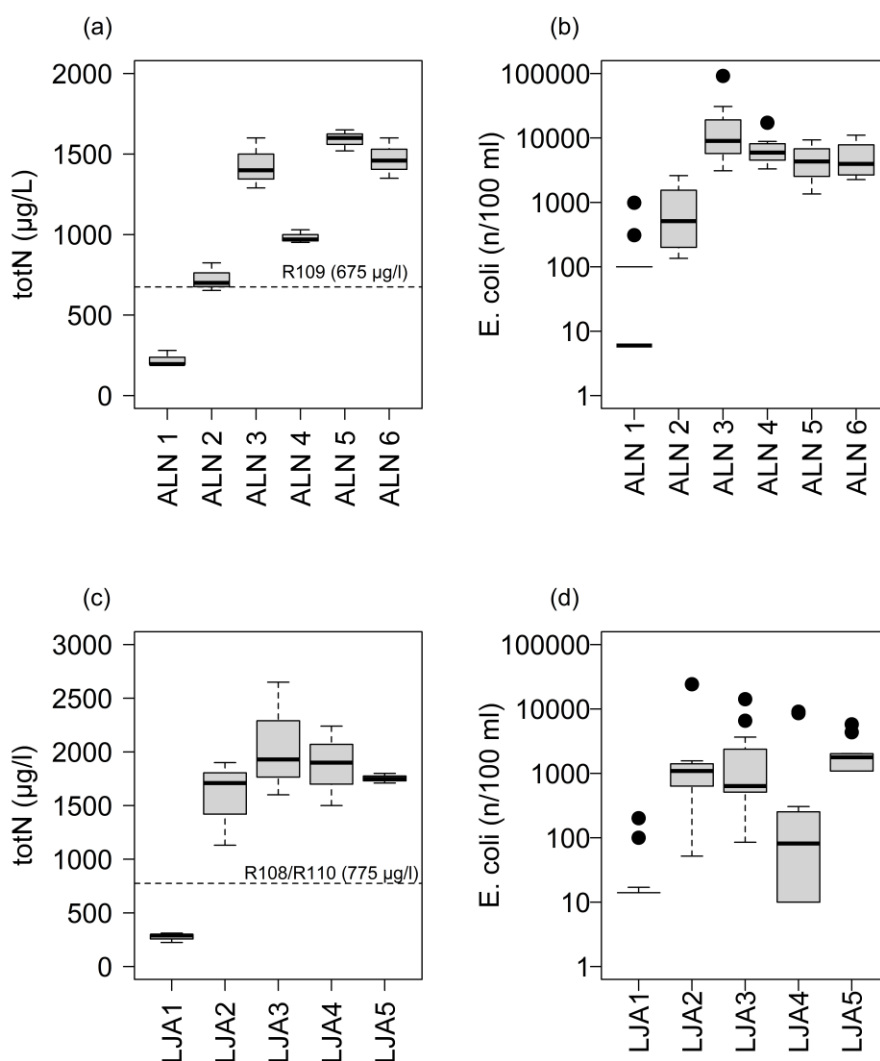 (a)
totN (µg/L)
2000
1500
1000
500
0
R109 (675 µg/l)
ALN 1
ALN 2
ALN 3
ALN 4
ALN 5
ALN 6
(b)
E. coli (n/100 ml)
100000
10000
1000
100
10
1
ALN 1
ALN 2
ALN 3
ALN 4
ALN 5
ALN 6
(c)
totN (µg/l)
3000
2500
2000
1500
1000
500
0
R108/R110 (775 µg/l)
LJA1
LJA2
LJA3
LJA4
LJA5
(d)
E. coli (n/100 ml)
100000
10000
1000
100
10
1
LJA1
LJA2
LJA3
LJA4
LJA5